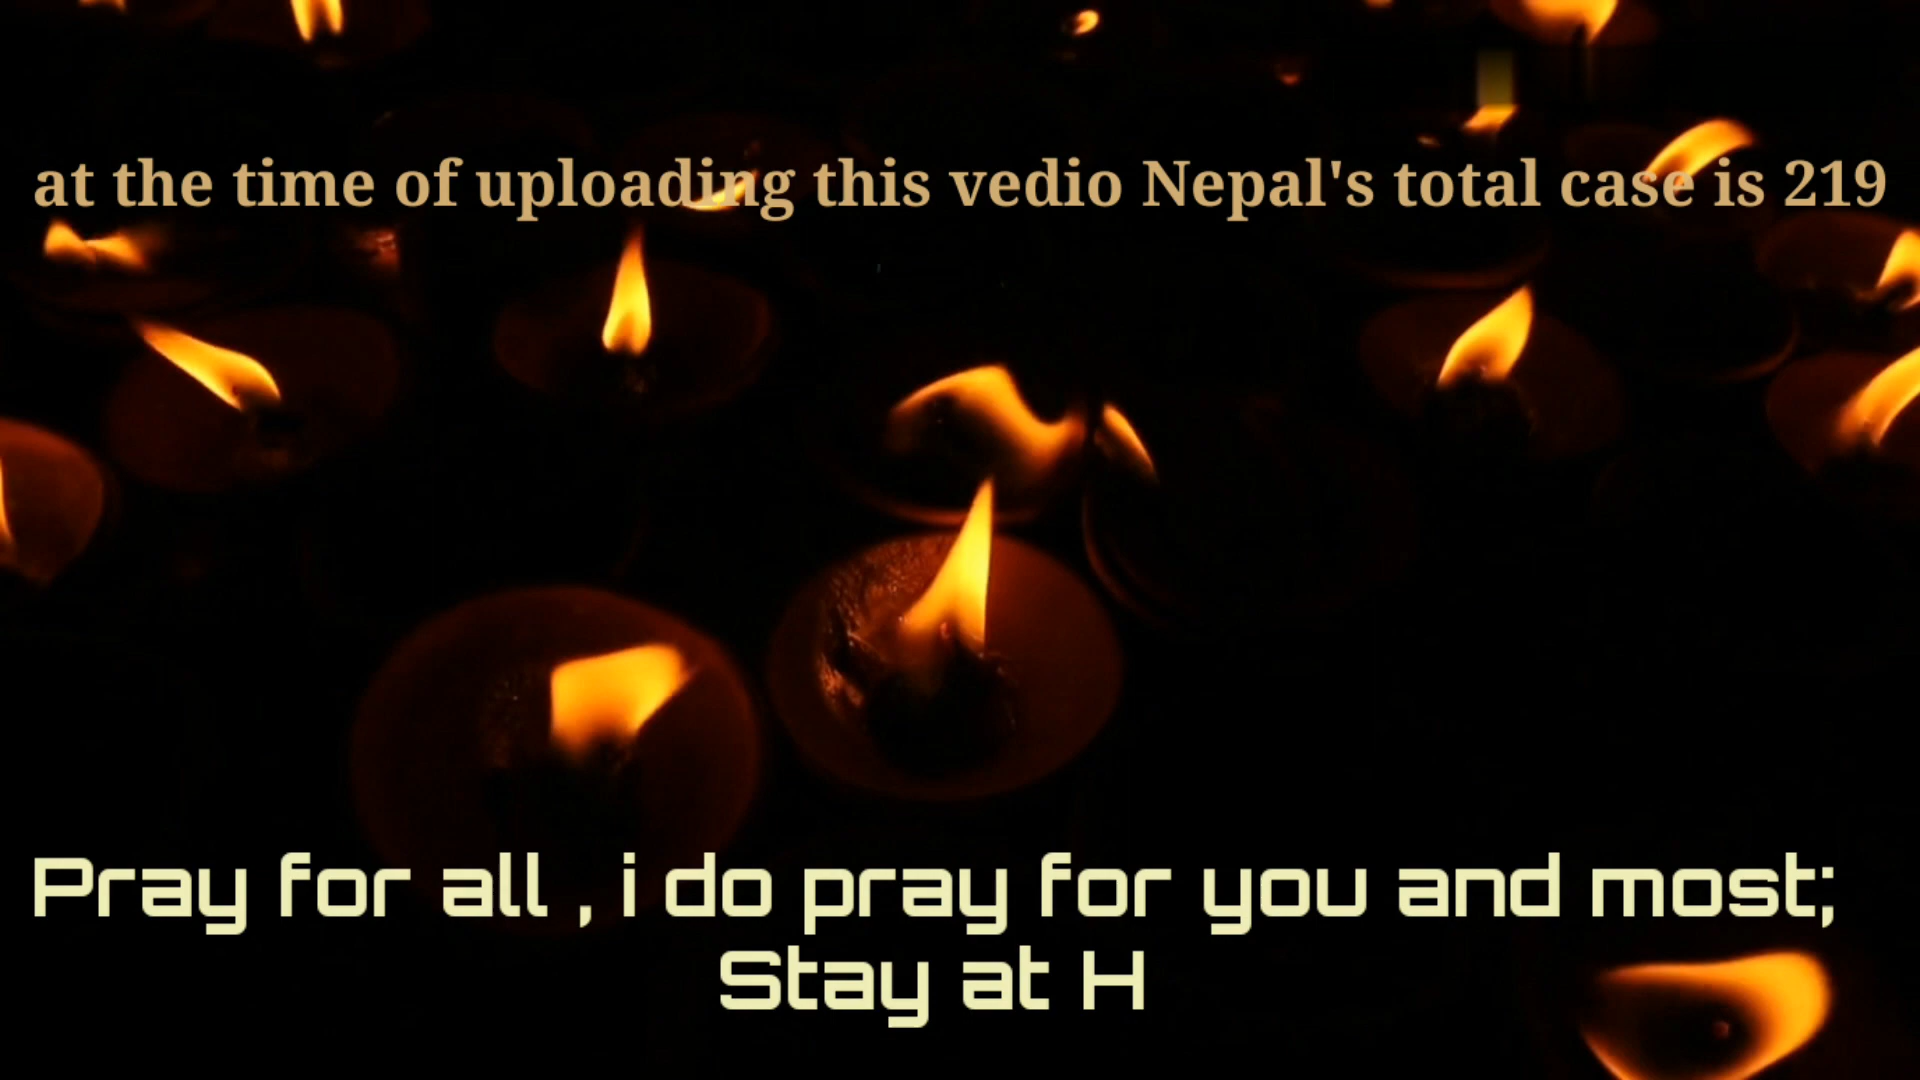 at the time of uploading this vedio Nepal's total case is 219
Pray for all , i do pray for you and most;
Stay at H